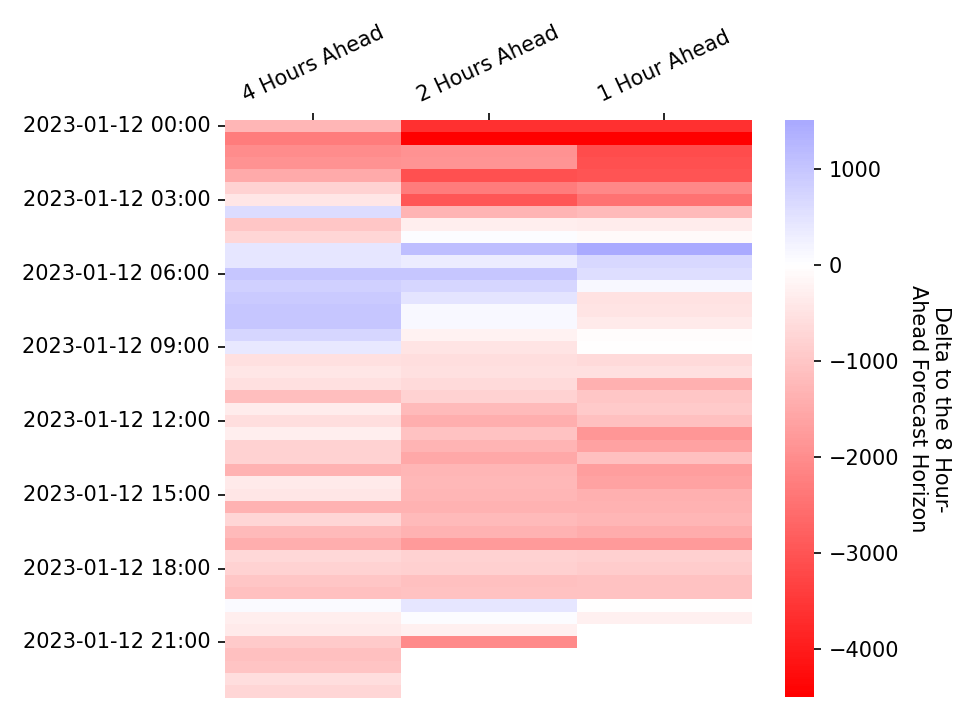 4 Hours Ahead
2 Hours Ahead
1 Hour Ahead
2023-01-12 00:00
2023-01-12 03:00
2023-01-12 06:00
2023-01-12 09:00
2023-01-12 12:00
2023-01-12 15:00
2023-01-12 18:00
2023-01-12 21:00
1000
0
−1000
−2000
−3000
−4000
Delta to the 8 Hour-
Ahead Forecast Horizon